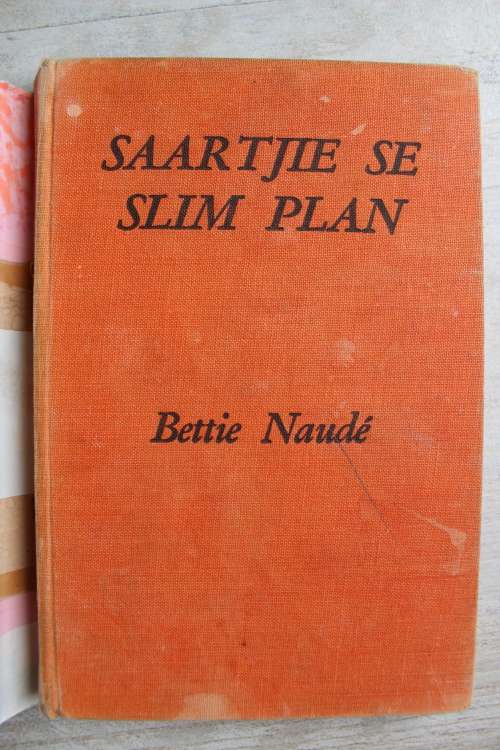 SAARTJIE SE
SLIM PLAN
Bettie Naudé